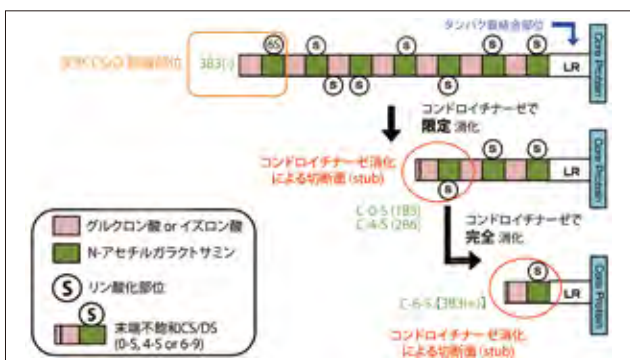 タンパク鎖結合部位
6S
S
S
S
S
3B3(-)
LR
Core Protein
S
S
S
S
コンドロイチナーゼで
限定 消化
コンドロイチナーゼ消化
による切断面 (stub)
S
S
S
LR
Core Protein
C-0-S (1B5)
C-4-S (2B6)
コンドロイチナーゼで
完全 消化
S
C-6-S [3B3(+)]
LR
Core Protein
コンドロイチナーゼ消化
による切断面 (stub)
グルクロン酸 or イズロン酸
N-アセチルガラクトサミン
S リン酸化部位
S
末端不飽和CS/DS
(0-S, 4-S or 6-9)